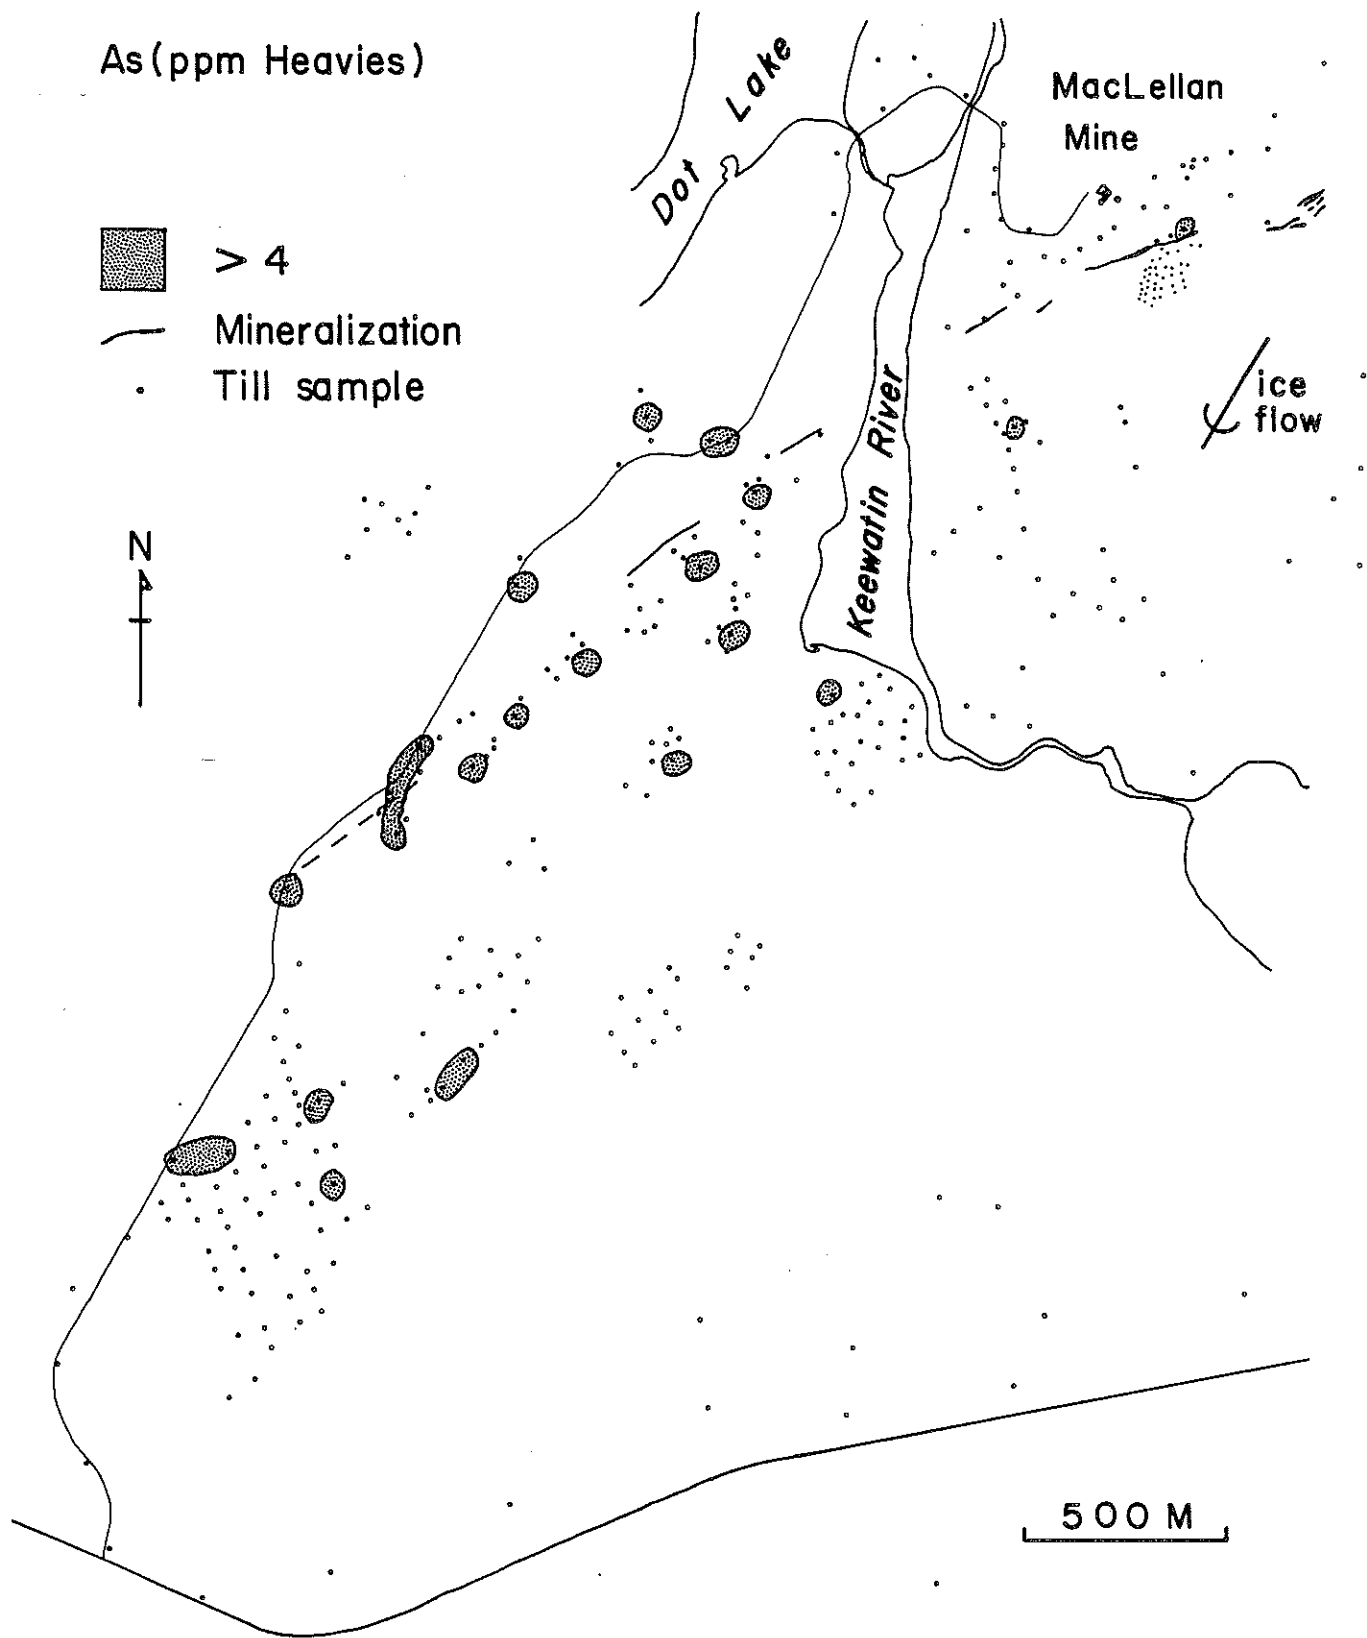 As (ppm Heavies)
Dot Lake
MacLellan
Mine
> 4
Mineralization
Till sample
ice
flow
Keewatin River
N
500 M